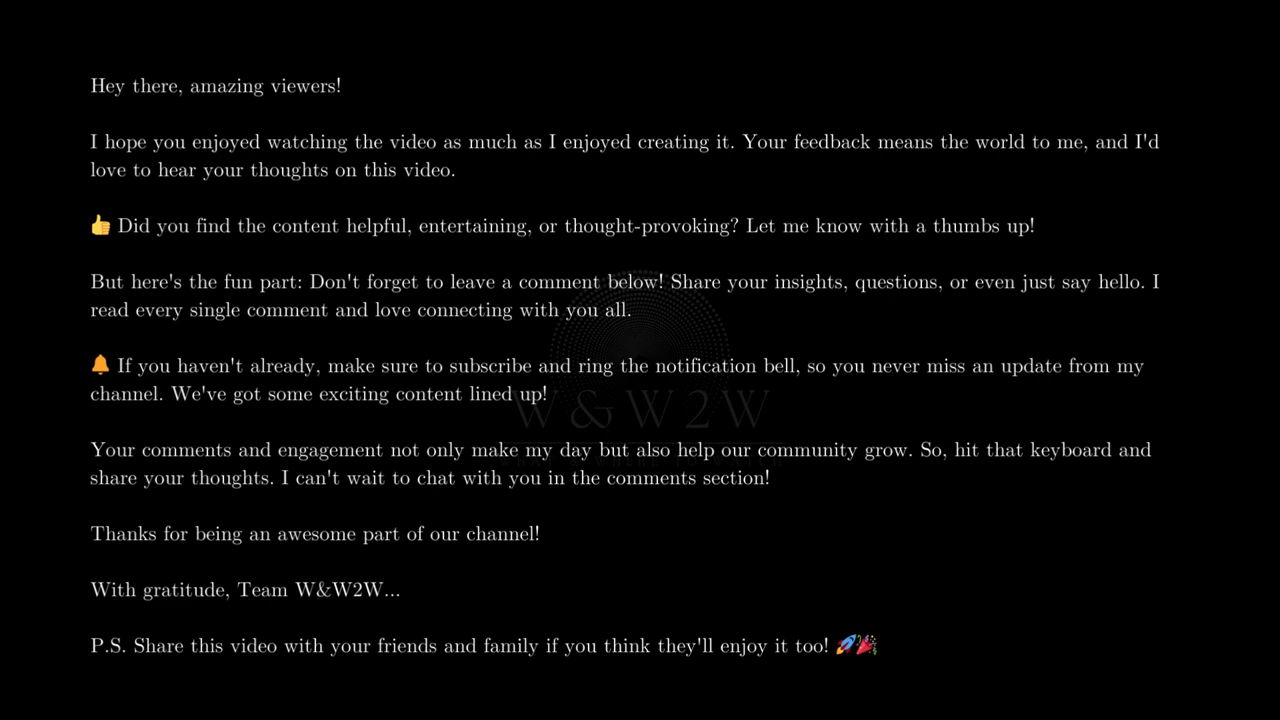 Hey there, amazing viewers!
I hope you enjoyed watching the video as much as I enjoyed creating it. Your feedback means the world to me, and I'd
love to hear your thoughts on this video.
👍 Did you find the content helpful, entertaining, or thought-provoking? Let me know with a thumbs up!
But here's the fun part: Don't forget to leave a comment below! Share your insights, questions, or even just say hello. I
read every single comment and love connecting with you all.
🔔 If you haven't already, make sure to subscribe and ring the notification bell, so you never miss an update from my
channel. We've got some exciting content lined up!
W&W2W
Your comments and engagement not only make my day but also help our community grow. So, hit that keyboard and
share your thoughts. I can't wait to chat with you in the comments section!
Thanks for being an awesome part of our channel!
With gratitude, Team W&W2W...
P.S. Share this video with your friends and family if you think they'll enjoy it too! 🚀🎉